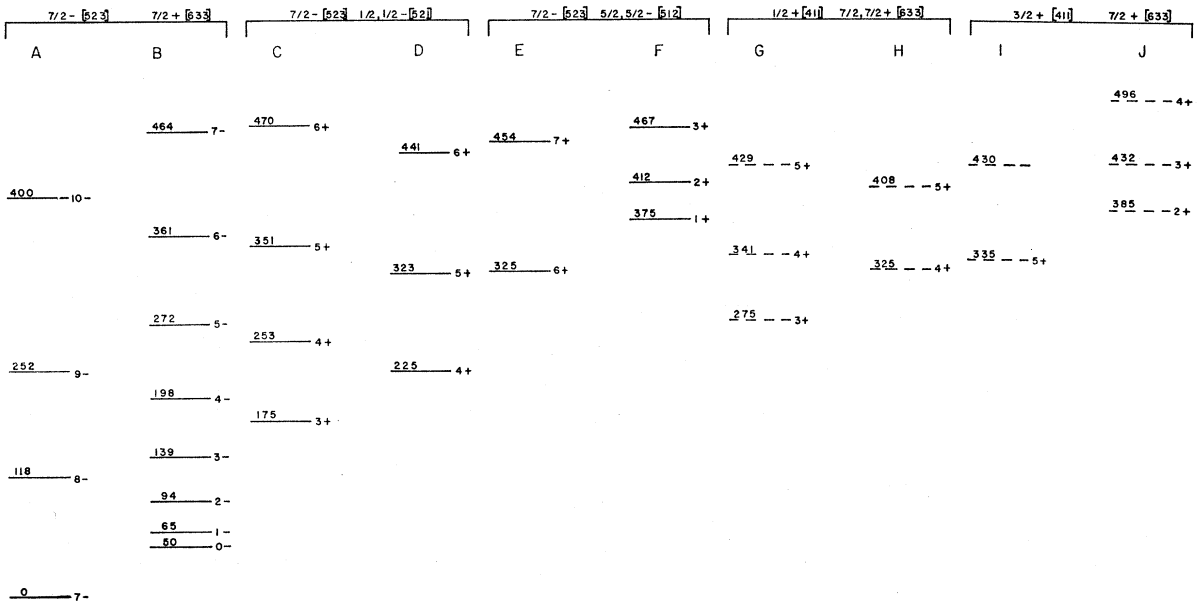 7/2 – [523] 7/2 + [633] 7/2 – [523] 1/2, 1/2 – [521] 7/2 – [523] 5/2, 5/2 – [512] 1/2 + [411] 7/2, 7/2 + [633] 3/2 + [411] 7/2 + [633]
A B C D E F G H I J
496 4+
464 7– 470 6+ 467 3+
441 6+ 454 7+ 429 5+ 430 432 3+
400 10– 412 2+ 408 5+
375 1+ 385 2+
361 6– 351 5+ 341 4+ 335 5+
323 5+ 325 6+ 325 4+
272 5– 253 4+ 275 3+
252 9– 225 4+
198 4– 175 3+
139 3–
118 8–
94 2–
65 1–
50 0–
0 7–